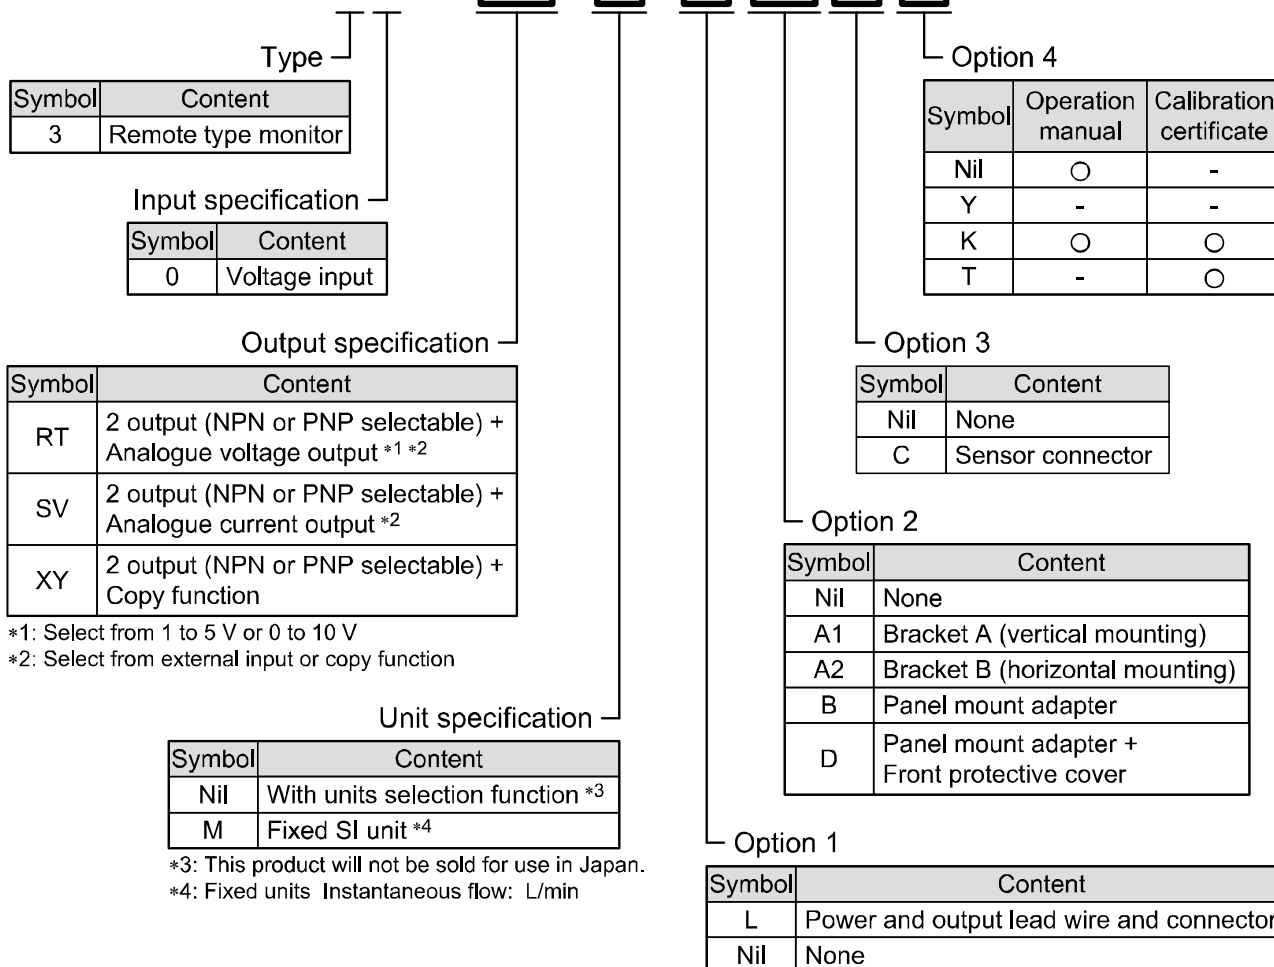 Type
Symbol Content
3 Remote type monitor
Input specification
Symbol Content
0 Voltage input
Output specification
Symbol Content
RT 2 output (NPN or PNP selectable) +
Analogue voltage output *1 *2
SV 2 output (NPN or PNP selectable) +
Analogue current output *2
XY 2 output (NPN or PNP selectable) +
Copy function
*1: Select from 1 to 5 V or 0 to 10 V
*2: Select from external input or copy function
Unit specification
Symbol Content
Nil With units selection function *3
M Fixed SI unit *4
*3: This product will not be sold for use in Japan.
*4: Fixed units Instantaneous flow: L/min
Option 4
Symbol Operation manual Calibration certificate
Nil ○ -
Y - -
K ○ ○
T - ○
Option 3
Symbol Content
Nil None
C Sensor connector
Option 2
Symbol Content
Nil None
A1 Bracket A (vertical mounting)
A2 Bracket B (horizontal mounting)
B Panel mount adapter
D Panel mount adapter +
Front protective cover
Option 1
Symbol Content
L Power and output lead wire and connector
Nil None